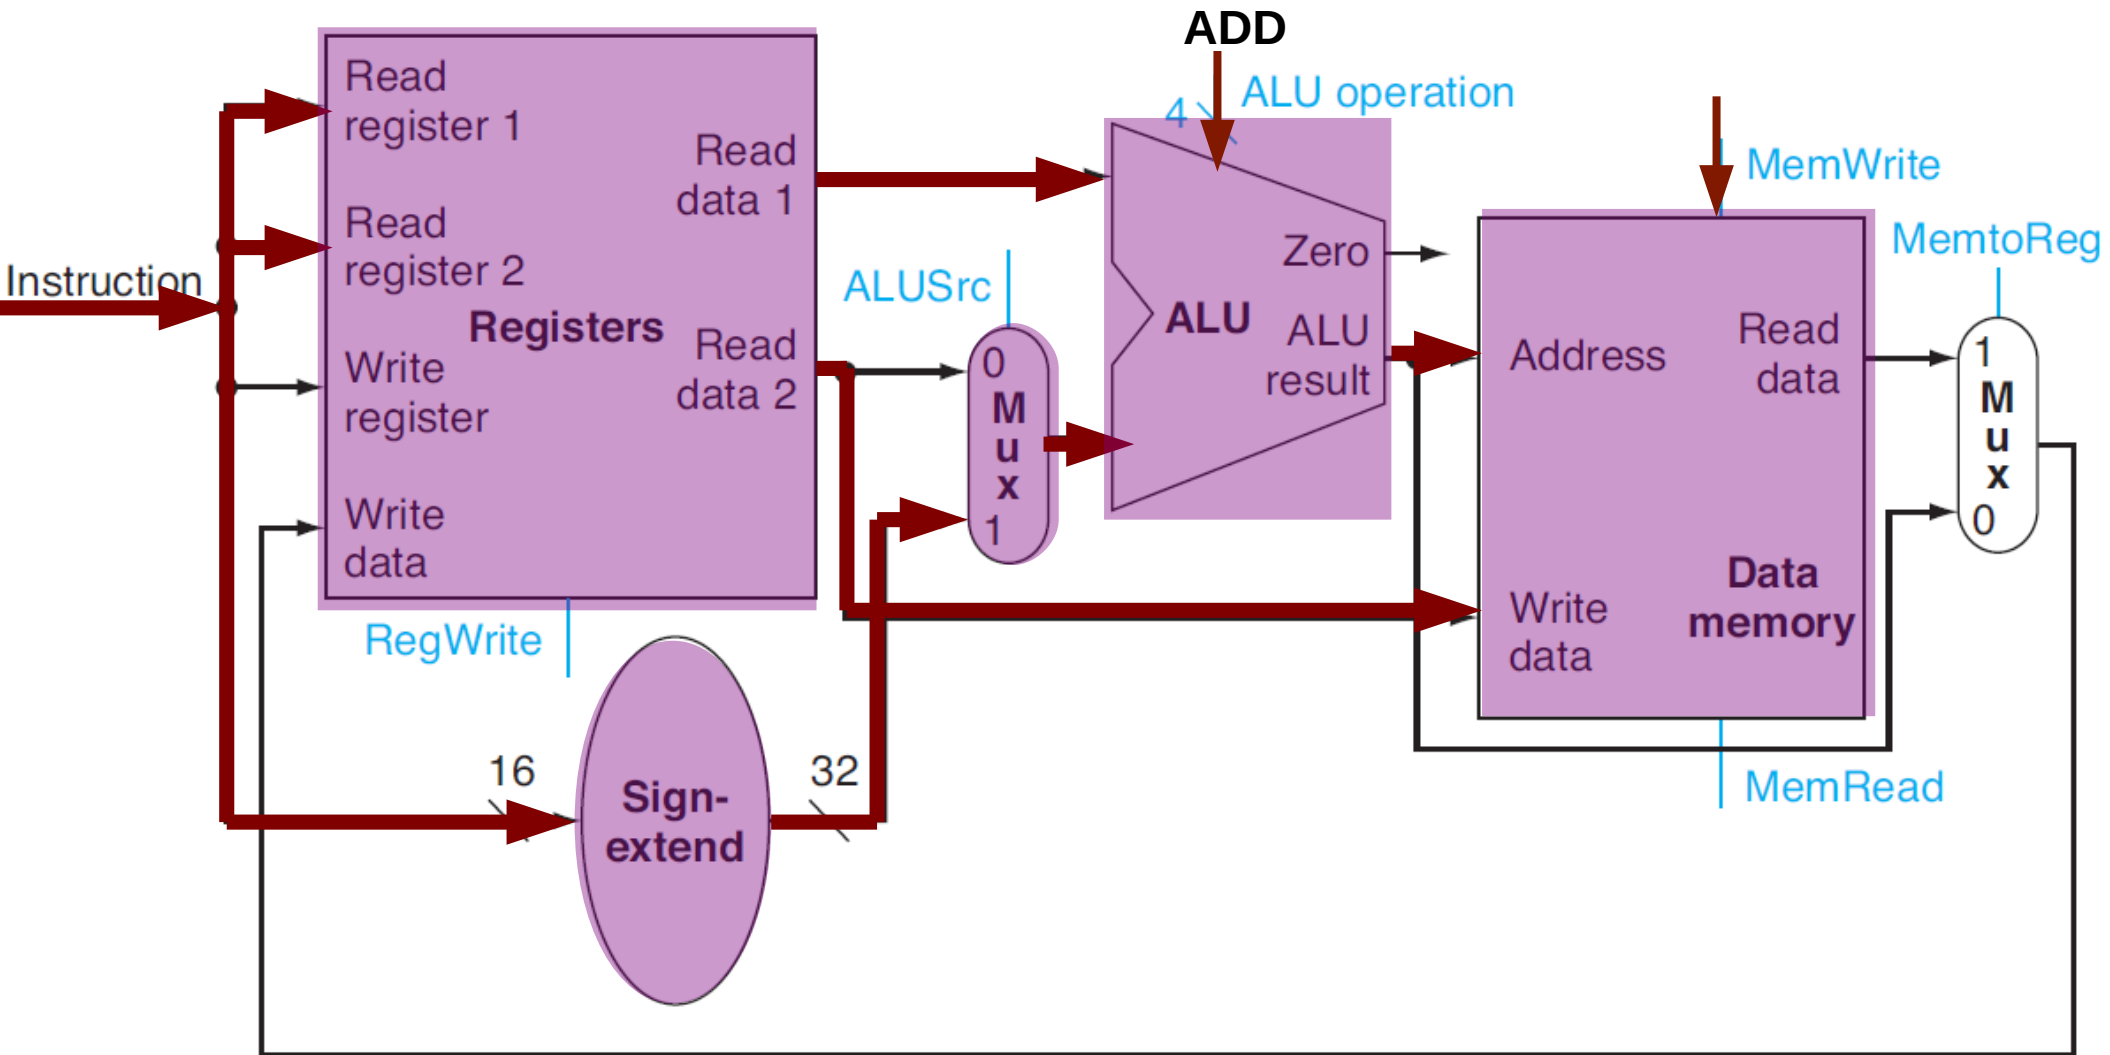 ADD
4
ALU operation
Read
register 1
Read
data 1
MemWrite
Read
register 2
Zero
MemtoReg
Instruction
ALUSrc
Registers
ALU
ALU
result
Read
data 2
Write
register
0
M
u
x
1
Address
Read
data
1
M
u
x
0
Write
data
Data
memory
Write
data
RegWrite
16
32
Sign-
extend
MemRead